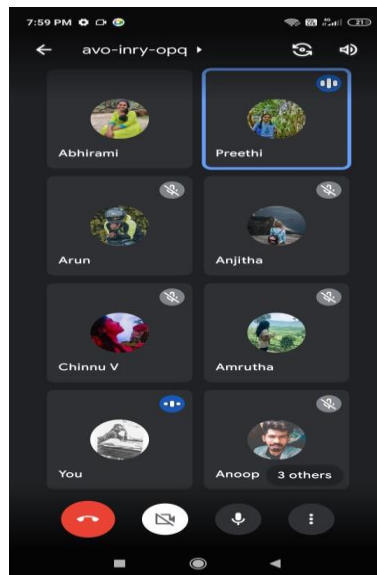 7:59 PM
avo-inry-opq
Abhirami
Preethi
Arun
Anjitha
Chinnu V
Amrutha
You
Anoop
3 others